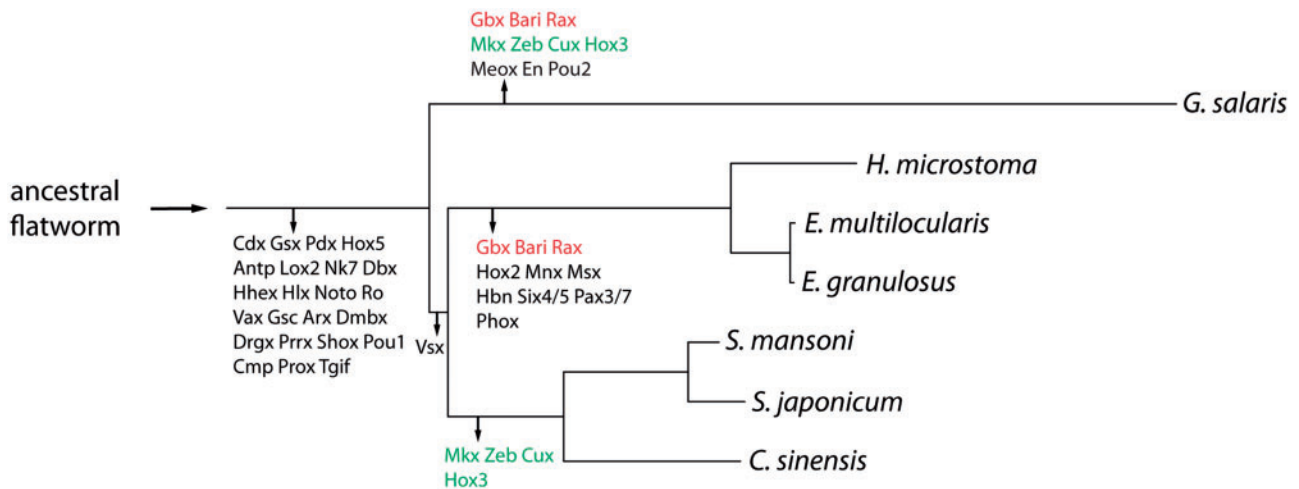 Gbx Bari Rax
Mkx Zeb Cux Hox3
Meox En Pou2
G. salaris
H. microstoma
ancestral
flatworm
Cdx Gsx Pdx Hox5
Antp Lox2 Nk7 Dbx
Hhex Hlx Noto Ro
Vax Gsc Arx Dmbx
Drgx Prrx Shox Pou1
Cmp Prox Tgif
Gbx Bari Rax
Hox2 Mnx Msx
Hbn Six4/5 Pax3/7
Phox
E. multilocularis
E. granulosus
Vsx
S. mansoni
S. japonicum
Mkx Zeb Cux
Hox3
C. sinensis